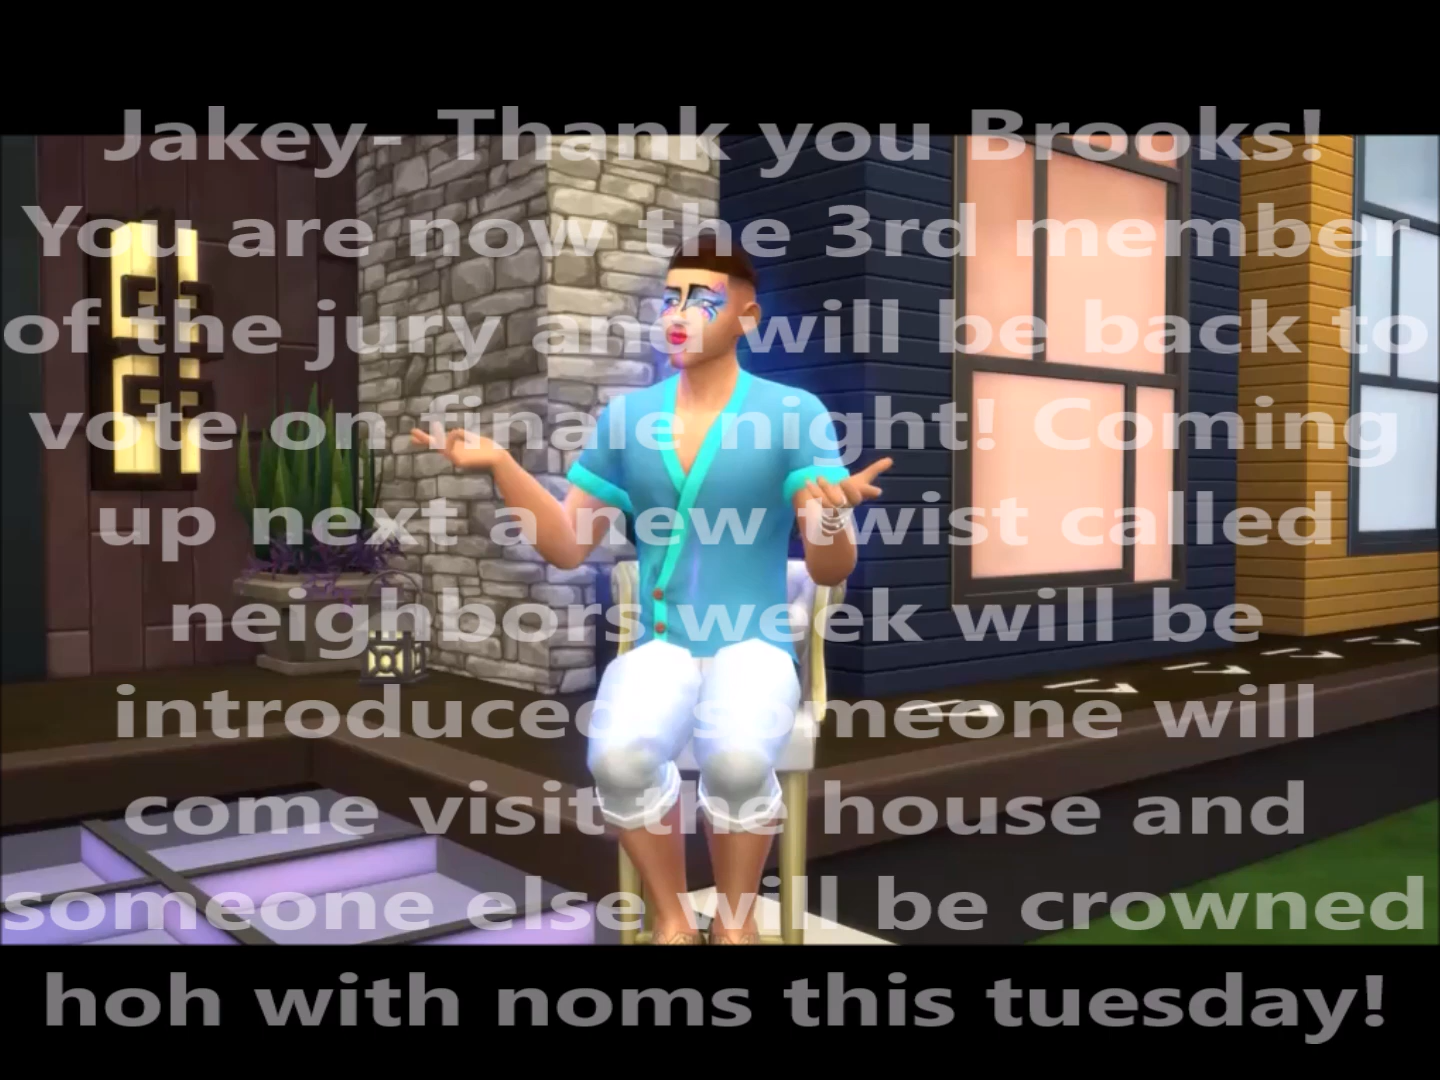 Jakey- Thank you Brooks!
You are now the 3rd member
of the jury and will be back to
vote on finale night! Coming
up next a new twist called
neighbors week will be
introduced, someone will
come visit the house and
someone else will be crowned
hoh with noms this tuesday!